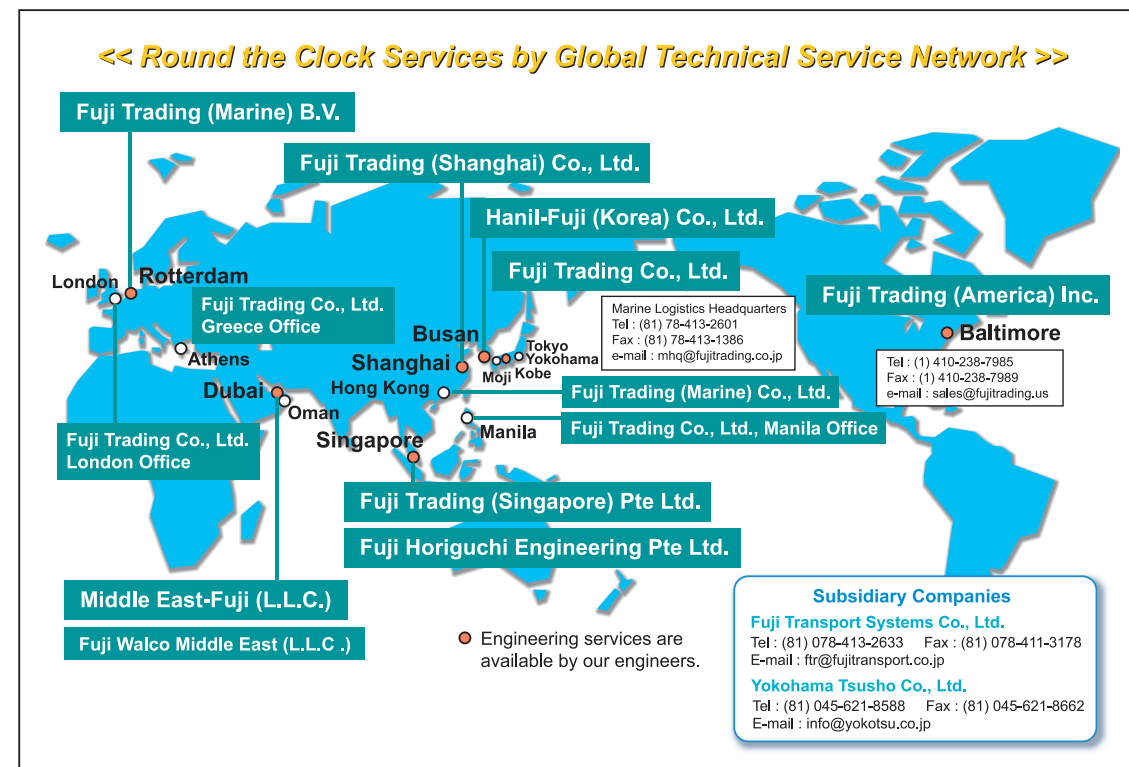 << Round the Clock Services by Global Technical Service Network >>
Fuji Trading (Marine) B.V.
Fuji Trading (Shanghai) Co., Ltd.
Hanil-Fuji (Korea) Co., Ltd.
Fuji Trading Co., Ltd.
Fuji Trading (America) Inc.
London
Rotterdam
Fuji Trading Co., Ltd.
Greece Office
Athens
Marine Logistics Headquarters
Tel : (81) 78-413-2601
Fax : (81) 78-413-1386
e-mail : mhq@fujitrading.co.jp
Baltimore
Tel : (1) 410-238-7985
Fax : (1) 410-238-7989
e-mail : sales@fujitrading.us
Busan
Tokyo
Yokohama
Kobe
Moji
Shanghai
Hong Kong
Dubai
Oman
Fuji Trading (Marine) Co., Ltd.
Manila
Fuji Trading Co., Ltd., Manila Office
Singapore
Fuji Trading Co., Ltd.
London Office
Fuji Trading (Singapore) Pte Ltd.
Fuji Horiguchi Engineering Pte Ltd.
Middle East-Fuji (L.L.C.)
Fuji Walco Middle East (L.L.C .)
Engineering services are
available by our engineers.
Subsidiary Companies
Fuji Transport Systems Co., Ltd.
Tel : (81) 078-413-2633 Fax : (81) 078-411-3178
E-mail : ftr@fujitransport.co.jp
Yokohama Tsusho Co., Ltd.
Tel : (81) 045-621-8588 Fax : (81) 045-621-8662
E-mail : info@yokotsu.co.jp